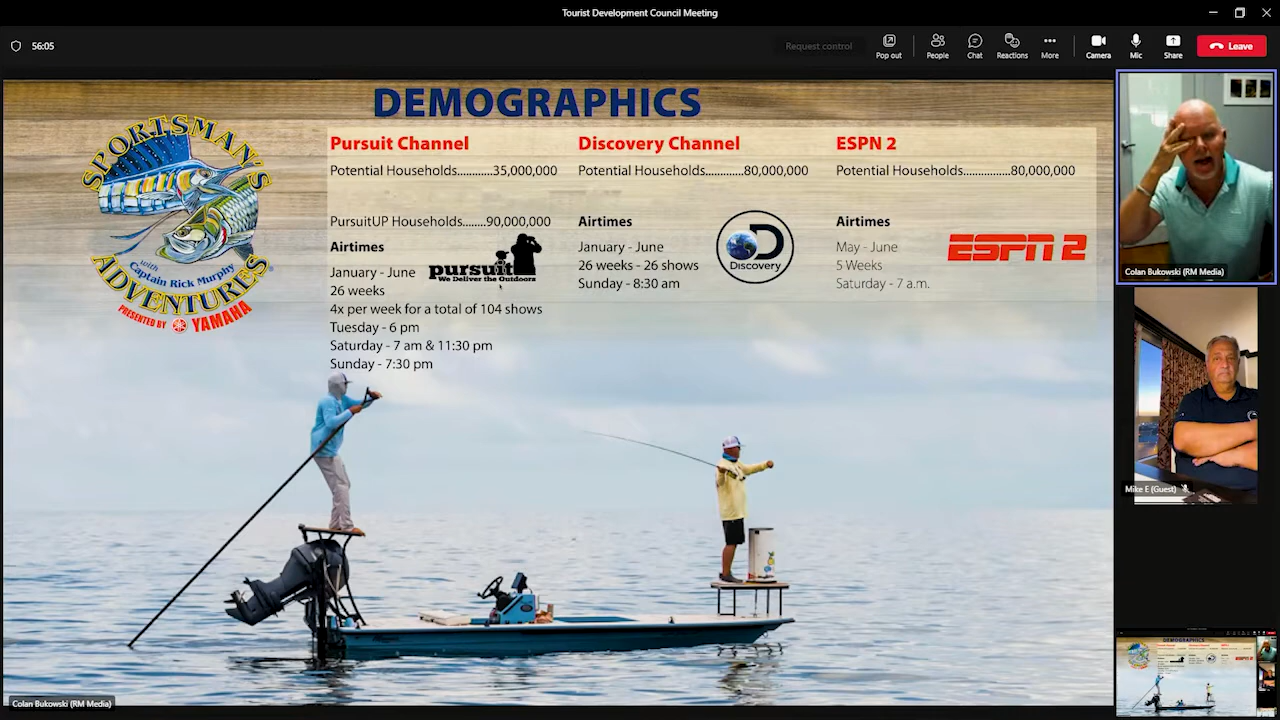 Tourist Development Council Meeting
56:05
Request control
Pop out
People
Chat
Reactions
More
Camera
Mic
Share
Leave
DEMOGRAPHICS
SPORTSMAN'S
ADVENTURES
with
Captain Rick Murphy
PRESENTED BY YAMAHA
Pursuit Channel
Potential Households............35,000,000
PursuitUP Households........90,000,000
Airtimes
January - June
26 weeks
4x per week for a total of 104 shows
Tuesday - 6 pm
Saturday - 7 am & 11:30 pm
Sunday - 7:30 pm
pursuit
We Deliver the Outdoors
Discovery Channel
Potential Households............80,000,000
Airtimes
January - June
26 weeks - 26 shows
Sunday - 8:30 am
Discovery
ESPN 2
Potential Households..............80,000,000
Airtimes
May - June
5 Weeks
Saturday - 7 a.m.
ESPN 2
Colan Bukowski (RM Media)
Mike E (Guest)
Colan Bukowski (RM Media)